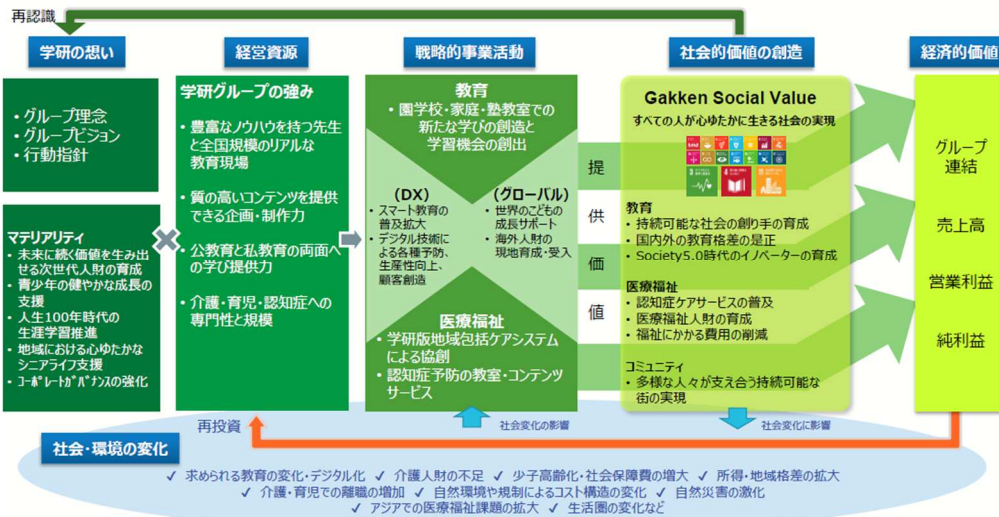 再認識
学研の想い
経営資源
戦略的事業活動
社会的価値の創造
経済的価値
・グループ理念
・グループビジョン
・行動指針
マテリアリティ
・未来に続く価値を生み出
せる次世代人財の育成
・青少年の健やかな成長の
支援
・人生100年時代の
生涯学習推進
・地域における心ゆたかな
シニアライフ支援
・コーポレートガバナンスの強化
学研グループの強み
・豊富なノウハウを持つ先生
と全国規模のリアルな
教育現場
・質の高いコンテンツを提供
できる企画・制作力
・公教育と私教育の両面へ
の学び提供力
・介護・育児・認知症への
専門性と規模
教育
・園学校・家庭・塾教室での
新たな学びの創造と
学習機会の創出
(DX)
・スマート教育の
普及拡大
・デジタル技術に
よる各種予防、
生産性向上、
顧客創造
(グローバル)
・世界のこどもの
成長サポート
・海外人財の
現地育成・受入
医療福祉
・学研版地域包括ケアシステム
による協創
・認知症予防の教室・コンテンツ
サービス
提
供
価
値
Gakken Social Value
すべての人が心ゆたかに生きる社会の実現
教育
・持続可能な社会の創り手の育成
・国内外の教育格差の是正
・Society5.0時代のイノベーターの育成
医療福祉
・認知症ケアサービスの普及
・医療福祉人財の育成
・福祉にかかる費用の削減
コミュニティ
・多様な人々が支え合う持続可能な
街の実現
グループ
連結
売上高
営業利益
純利益
再投資
社会変化の影響
社会変化に影響
社会・環境の変化
✓ 求められる教育の変化・デジタル化 ✓ 介護人財の不足 ✓ 少子高齢化・社会保障費の増大 ✓ 所得・地域格差の拡大
✓ 介護・育児での離職の増加 ✓ 自然環境や規制によるコスト構造の変化 ✓ 自然災害の激化
✓ アジアでの医療福祉課題の拡大 ✓ 生活圏の変化など